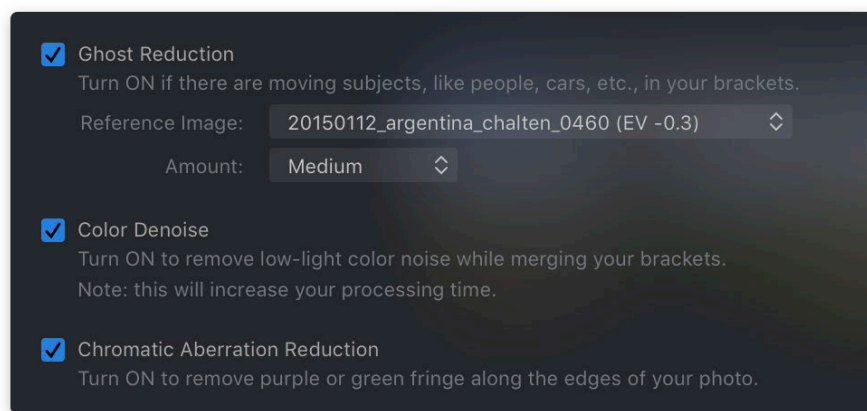 Ghost Reduction
Turn ON if there are moving subjects, like people, cars, etc., in your brackets.
Reference Image: 20150112_argentina_chalten_0460 (EV -0.3)
Amount: Medium
Color Denoise
Turn ON to remove low-light color noise while merging your brackets.
Note: this will increase your processing time.
Chromatic Aberration Reduction
Turn ON to remove purple or green fringe along the edges of your photo.